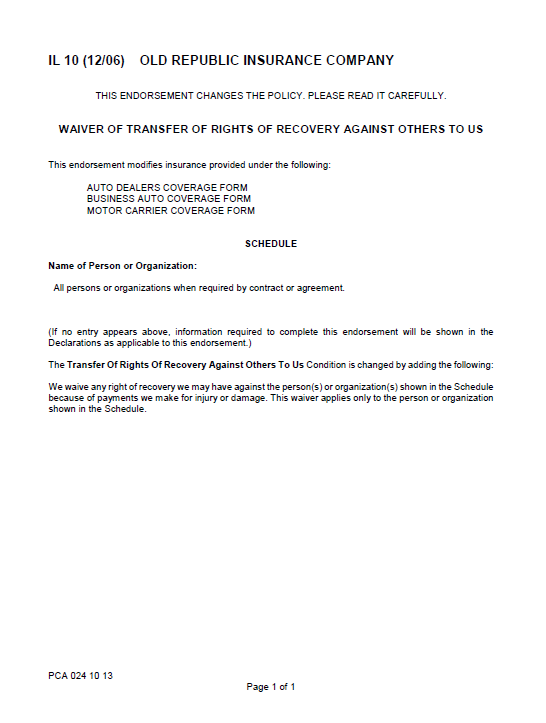 IL 10 (12/06) OLD REPUBLIC INSURANCE COMPANY
THIS ENDORSEMENT CHANGES THE POLICY. PLEASE READ IT CAREFULLY.
WAIVER OF TRANSFER OF RIGHTS OF RECOVERY AGAINST OTHERS TO US
This endorsement modifies insurance provided under the following:
AUTO DEALERS COVERAGE FORM
BUSINESS AUTO COVERAGE FORM
MOTOR CARRIER COVERAGE FORM
SCHEDULE
Name of Person or Organization:
All persons or organizations when required by contract or agreement.
(If no entry appears above, information required to complete this endorsement will be shown in the
Declarations as applicable to this endorsement.)
The Transfer Of Rights Of Recovery Against Others To Us Condition is changed by adding the following:
We waive any right of recovery we may have against the person(s) or organization(s) shown in the Schedule
because of payments we make for injury or damage. This waiver applies only to the person or organization
shown in the Schedule.
PCA 024 10 13
Page 1 of 1